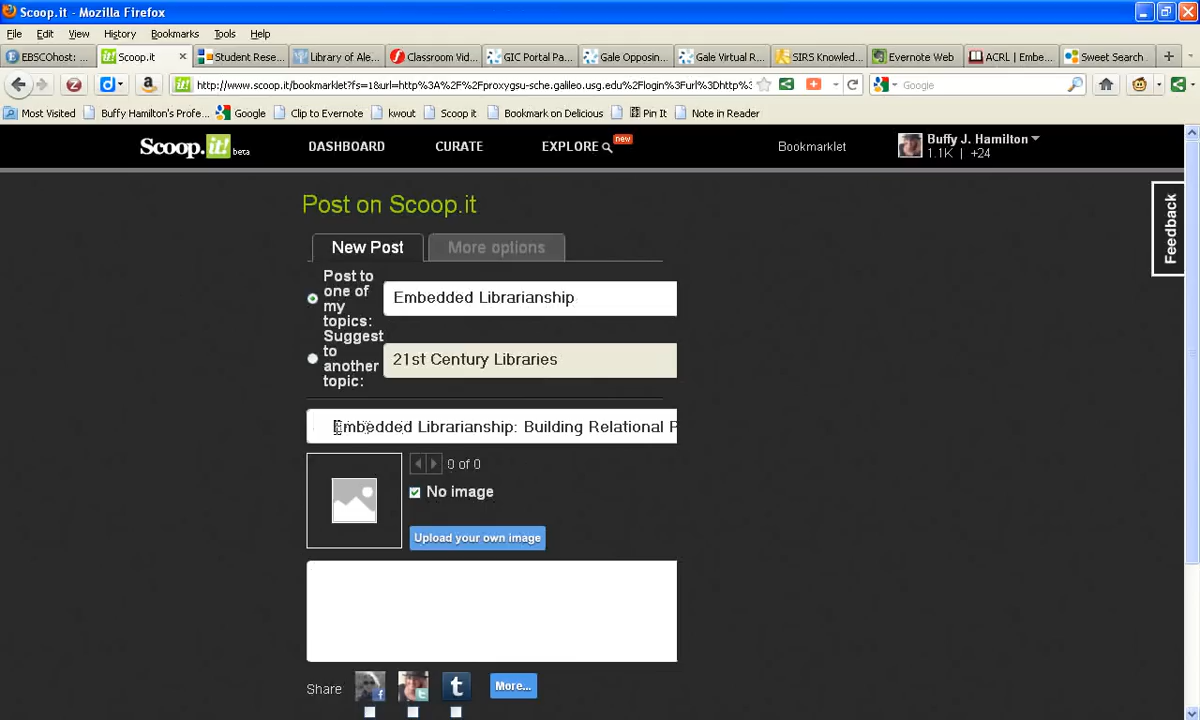 Scoop.it - Mozilla Firefox
File Edit View History Bookmarks Tools Help
EBSCOhost: ... Scoop.it Student Rese... Library of Ale... Classroom Vid... GIC Portal Pa... Gale Opposin... Gale Virtual R... SIRS Knowled... Evernote Web ACRL | Embe... Sweet Search...
http://www.scoop.it/bookmarklet?fs=1&url=http%3A%2F%2Fproxygsu-sche.galileo.usg.edu%2Flogin%3Furl%3Dhttp%3 Google
Most Visited Buffy Hamilton's Profe... Google Clip to Evernote kwout Scoop it Bookmark on Delicious Pin It Note in Reader
Scoop.it! beta DASHBOARD CURATE EXPLORE new Bookmarklet Buffy J. Hamilton
1.1K | +24
Feedback
Post on Scoop.it
New Post More options
Post to
one of
my
topics:
Embedded Librarianship
Suggest
to
another
topic:
21st Century Libraries
Embedded Librarianship: Building Relational P
0 of 0
No image
Upload your own image
Share f t t More...